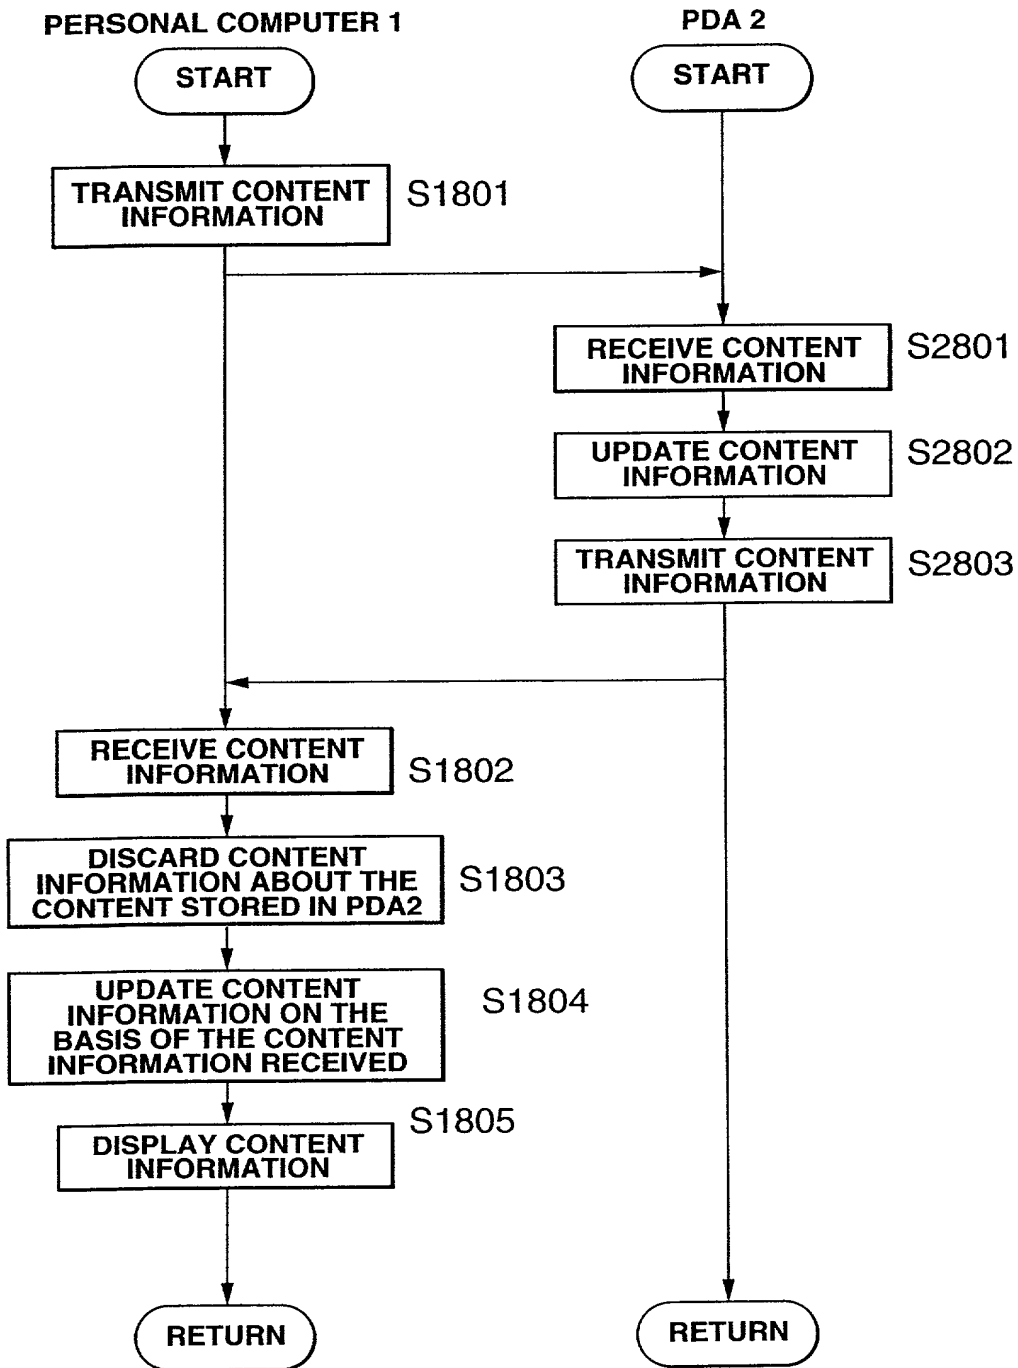 PERSONAL COMPUTER 1
PDA 2
START
START
TRANSMIT CONTENT
INFORMATION
S1801
RECEIVE CONTENT
INFORMATION
S2801
UPDATE CONTENT
INFORMATION
S2802
TRANSMIT CONTENT
INFORMATION
S2803
RECEIVE CONTENT
INFORMATION
S1802
DISCARD CONTENT
INFORMATION ABOUT THE
CONTENT STORED IN PDA2
S1803
UPDATE CONTENT
INFORMATION ON THE
BASIS OF THE CONTENT
INFORMATION RECEIVED
S1804
DISPLAY CONTENT
INFORMATION
S1805
RETURN
RETURN